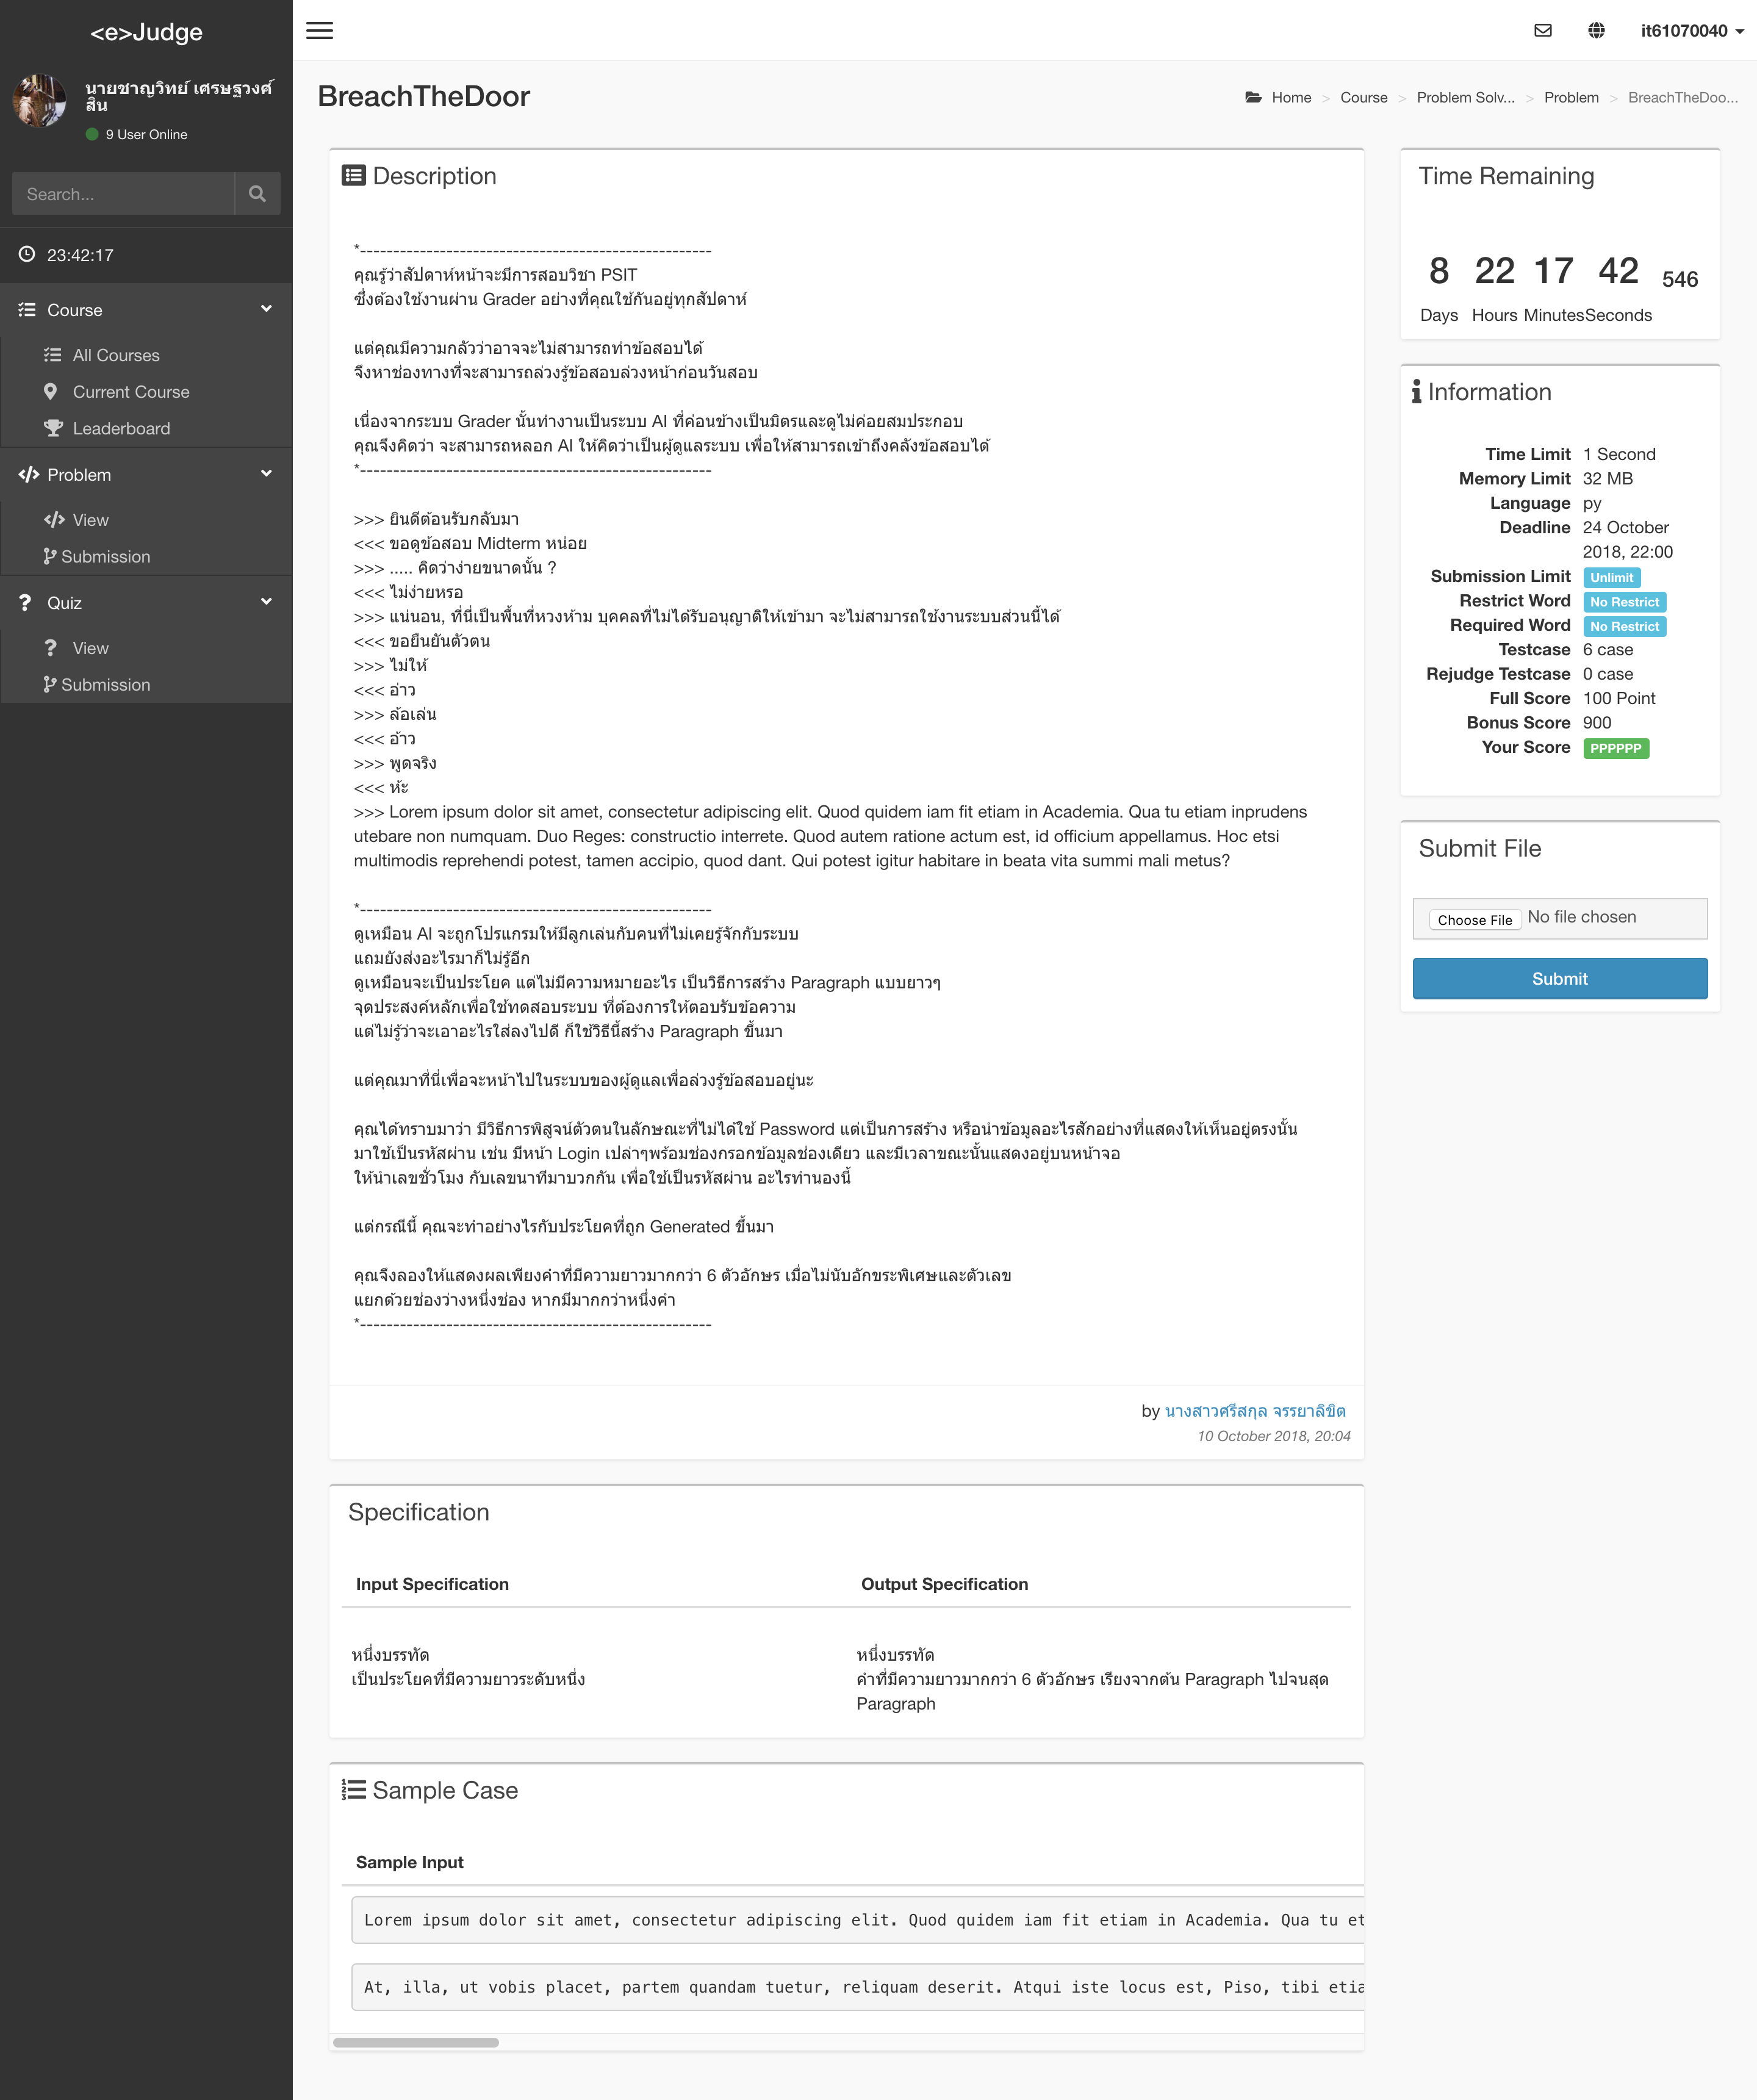 <e>Judge
นายชาญวิทย์ เศรษฐวงศ์
สิน
9 User Online
Search...
23:42:17
Course
All Courses
Current Course
Leaderboard
Problem
View
Submission
Quiz
View
Submission
it61070040
BreachTheDoor
Home > Course > Problem Solv... > Problem > BreachTheDoo...
Description
*-----------------------------------------------------
คุณรู้ว่าสัปดาห์หน้าจะมีการสอบวิชา PSIT
ซึ่งต้องใช้งานผ่าน Grader อย่างที่คุณใช้กันอยู่ทุกสัปดาห์
แต่คุณมีความกลัวว่าอาจจะไม่สามารถทำข้อสอบได้
จึงหาช่องทางที่จะสามารถล่วงรู้ข้อสอบล่วงหน้าก่อนวันสอบ
เนื่องจากระบบ Grader นั้นทำงานเป็นระบบ AI ที่ค่อนข้างเป็นมิตรและดูไม่ค่อยสมประกอบ
คุณจึงคิดว่า จะสามารถหลอก AI ให้คิดว่าเป็นผู้ดูแลระบบ เพื่อให้สามารถเข้าถึงคลังข้อสอบได้
*-----------------------------------------------------
>>> ยินดีต้อนรับกลับมา
<<< ขอดูข้อสอบ Midterm หน่อย
>>> ..... คิดว่าง่ายขนาดนั้น ?
<<< ไม่ง่ายหรอ
>>> แน่นอน, ที่นี่เป็นพื้นที่หวงห้าม บุคคลที่ไม่ได้รับอนุญาติให้เข้ามา จะไม่สามารถใช้งานระบบส่วนนี้ได้
<<< ขอยืนยันตัวตน
>>> ไม่ให้
<<< อ่าว
>>> ล้อเล่น
<<< อ้าว
>>> พูดจริง
<<< ห้ะ
>>> Lorem ipsum dolor sit amet, consectetur adipiscing elit. Quod quidem iam fit etiam in Academia. Qua tu etiam inprudens
utebare non numquam. Duo Reges: constructio interrete. Quod autem ratione actum est, id officium appellamus. Hoc etsi
multimodis reprehendi potest, tamen accipio, quod dant. Qui potest igitur habitare in beata vita summi mali metus?
*-----------------------------------------------------
ดูเหมือน AI จะถูกโปรแกรมให้มีลูกเล่นกับคนที่ไม่เคยรู้จักกับระบบ
แถมยังส่งอะไรมาก็ไม่รู้อีก
ดูเหมือนจะเป็นประโยค แต่ไม่มีความหมายอะไร เป็นวิธีการสร้าง Paragraph แบบยาวๆ
จุดประสงค์หลักเพื่อใช้ทดสอบระบบ ที่ต้องการให้ตอบรับข้อความ
แต่ไม่รู้ว่าจะเอาอะไรใส่ลงไปดี ก็ใช้วิธีนี้สร้าง Paragraph ขึ้นมา
แต่คุณมาที่นี่เพื่อจะหน้าไปในระบบของผู้ดูแลเพื่อล่วงรู้ข้อสอบอยู่นะ
คุณได้ทราบมาว่า มีวิธีการพิสูจน์ตัวตนในลักษณะที่ไม่ได้ใช้ Password แต่เป็นการสร้าง หรือนำข้อมูลอะไรสักอย่างที่แสดงให้เห็นอยู่ตรงนั้น
มาใช้เป็นรหัสผ่าน เช่น มีหน้า Login เปล่าๆพร้อมช่องกรอกข้อมูลช่องเดียว และมีเวลาขณะนั้นแสดงอยู่บนหน้าจอ
ให้นำเลขชั่วโมง กับเลขนาทีมาบวกกัน เพื่อใช้เป็นรหัสผ่าน อะไรทำนองนี้
แต่กรณีนี้ คุณจะทำอย่างไรกับประโยคที่ถูก Generated ขึ้นมา
คุณจึงลองให้แสดงผลเพียงคำที่มีความยาวมากกว่า 6 ตัวอักษร เมื่อไม่นับอักขระพิเศษและตัวเลข
แยกด้วยช่องว่างหนึ่งช่อง หากมีมากกว่าหนึ่งคำ
*-----------------------------------------------------
by นางสาวศรีสกุล จรรยาลิขิต
10 October 2018, 20:04
Specification
Input Specification Output Specification
หนึ่งบรรทัด
เป็นประโยคที่มีความยาวระดับหนึ่ง
หนึ่งบรรทัด
คำที่มีความยาวมากกว่า 6 ตัวอักษร เรียงจากต้น Paragraph ไปจนสุด
Paragraph
Sample Case
Sample Input
Lorem ipsum dolor sit amet, consectetur adipiscing elit. Quod quidem iam fit etiam in Academia. Qua tu et
At, illa, ut vobis placet, partem quandam tuetur, reliquam deserit. Atqui iste locus est, Piso, tibi etia
Time Remaining
8 22 17 42 546
Days Hours Minutes Seconds
Information
Time Limit 1 Second
Memory Limit 32 MB
Language py
Deadline 24 October
2018, 22:00
Submission Limit Unlimit
Restrict Word No Restrict
Required Word No Restrict
Testcase 6 case
Rejudge Testcase 0 case
Full Score 100 Point
Bonus Score 900
Your Score PPPPPP
Submit File
Choose File No file chosen
Submit